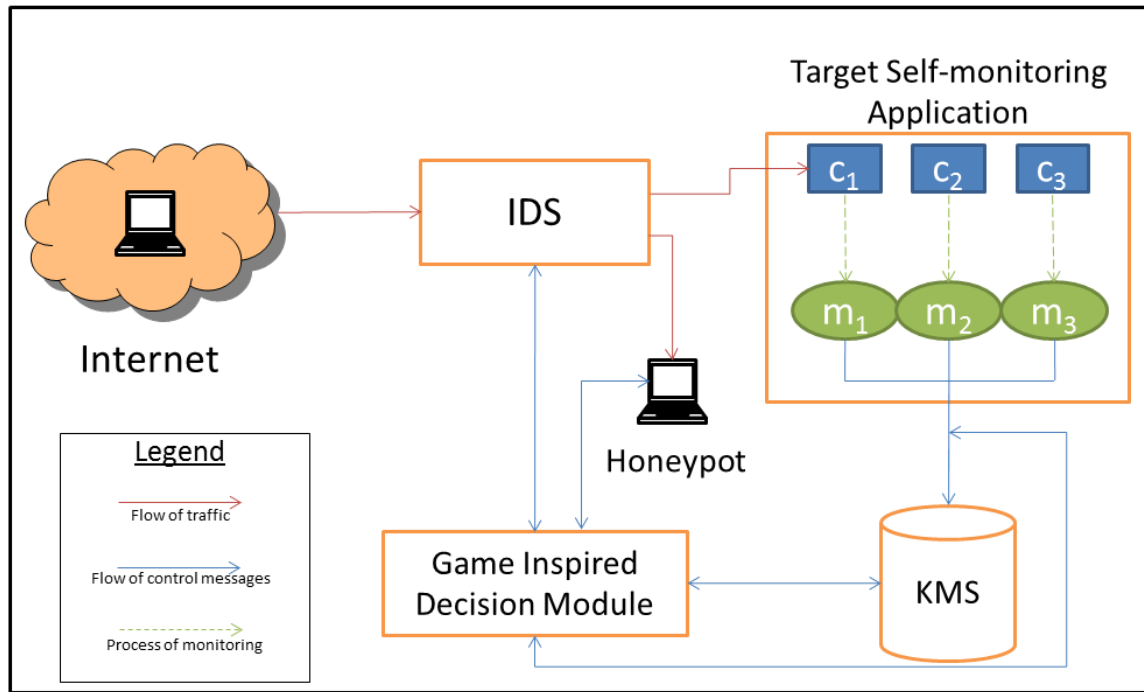 Target Self-monitoring
Application
c₁ c₂ c₃
IDS
m₁ m₂ m₃
Internet
Honeypot
Legend
Flow of traffic
Flow of control messages
Process of monitoring
Game Inspired
Decision Module
KMS